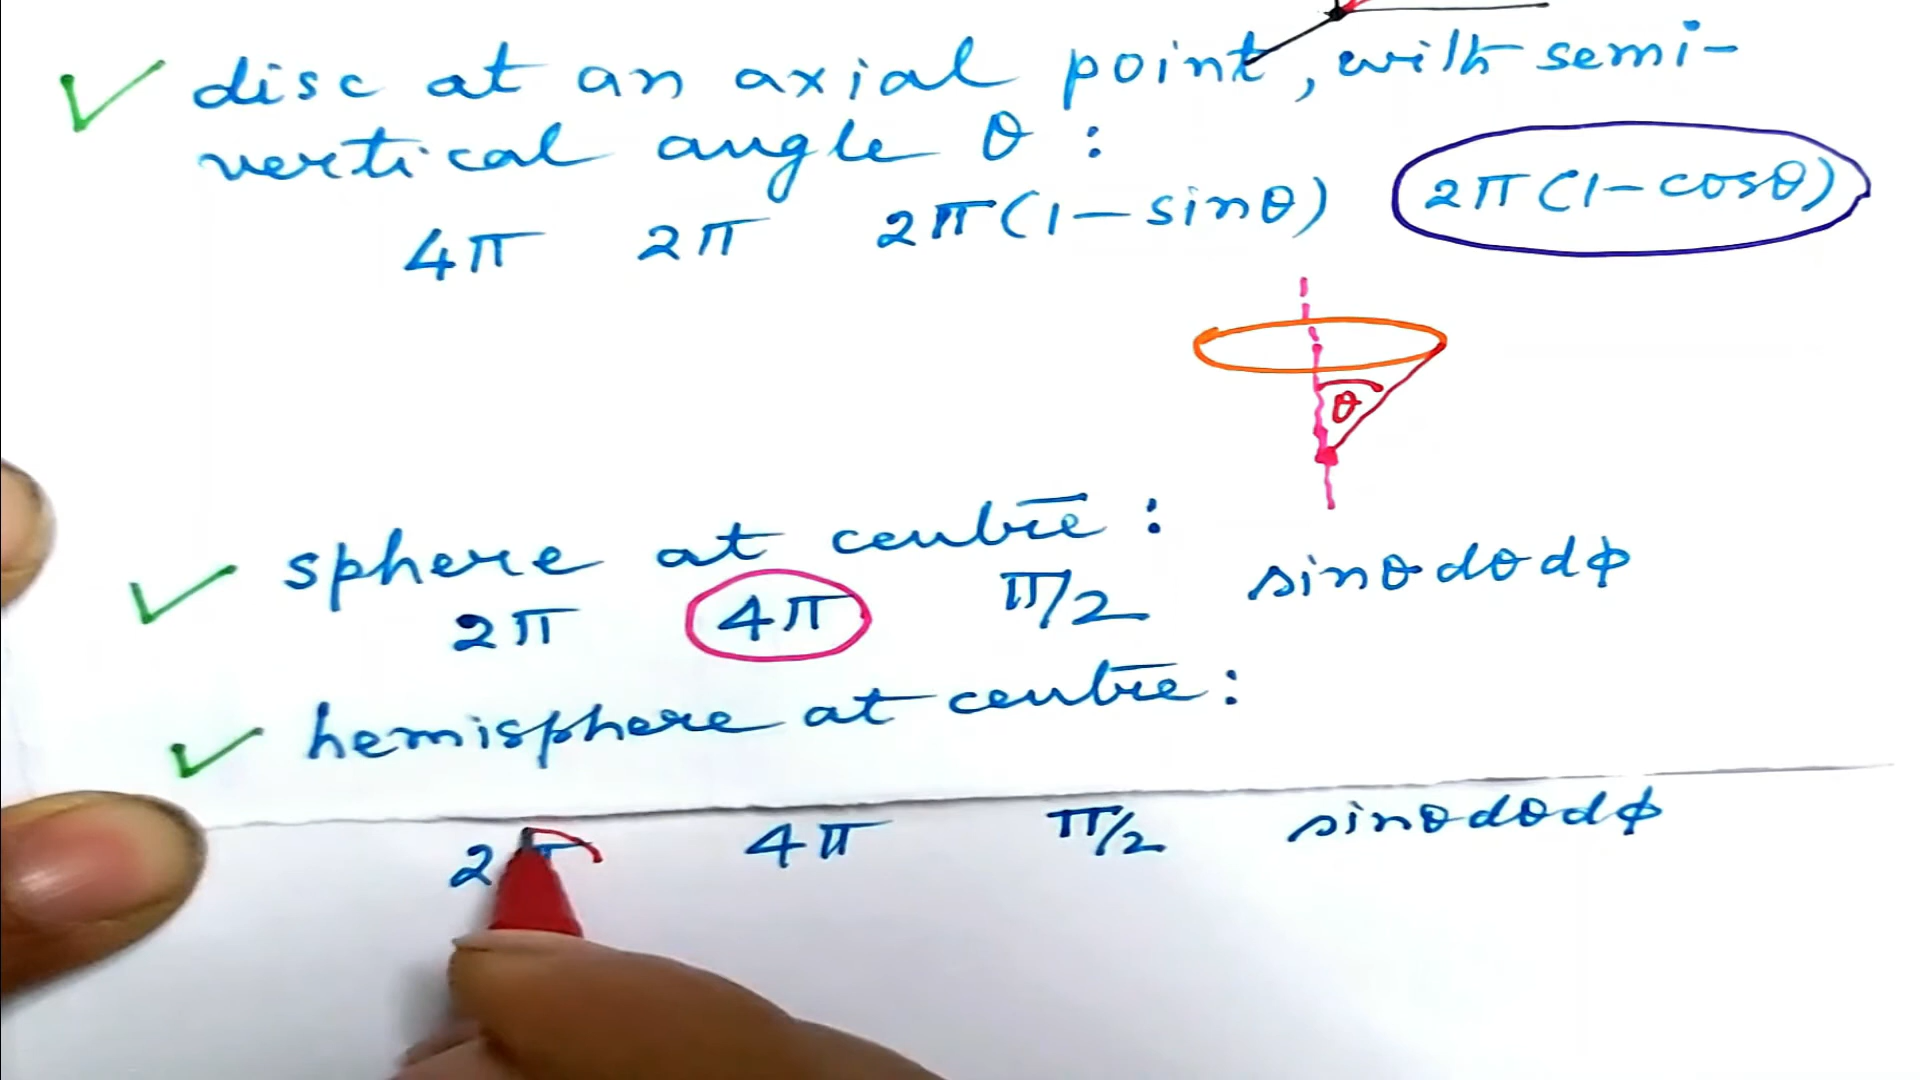 disc at an axial point, with semi-
vertical angle θ :
4π 2π 2π(1-sinθ) 2π(1-cosθ)
θ
sphere at centre :
2π 4π π/2 sinθdθdϕ
hemisphere at centre :
2π 4π π/2 sinθdθdϕ